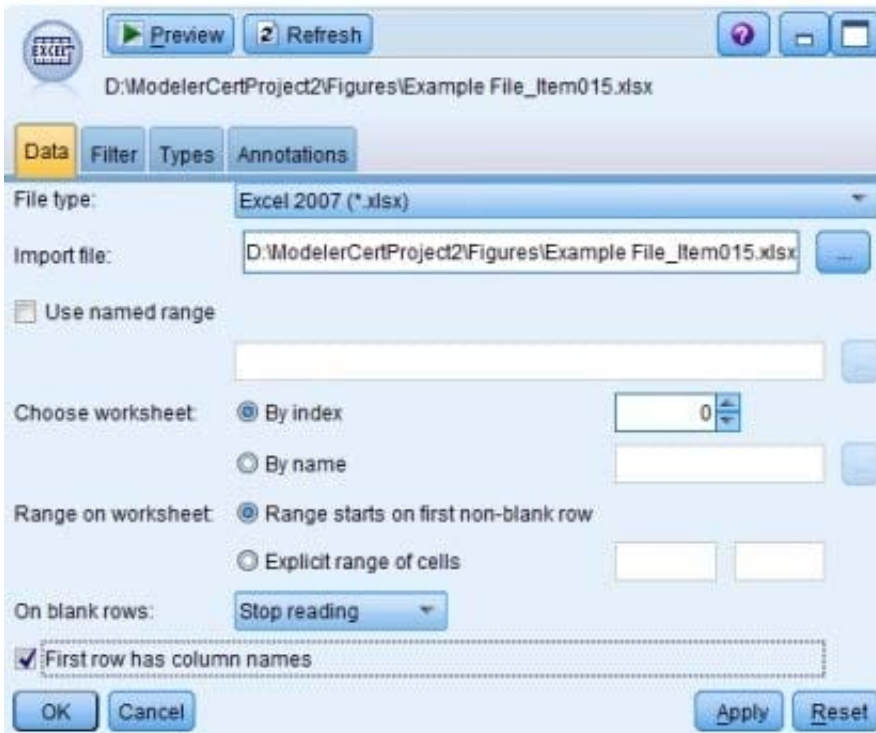 EXCEL
Preview
Refresh
D:\ModelerCertProject2\Figures\Example File_Item015.xlsx
Data Filter Types Annotations
File type: Excel 2007 (*.xlsx)
Import file: D:\ModelerCertProject2\Figures\Example File_Item015.xlsx ...
Use named range
Choose worksheet: By index 0
By name
Range on worksheet: Range starts on first non-blank row
Explicit range of cells
On blank rows: Stop reading
First row has column names
OK Cancel Apply Reset